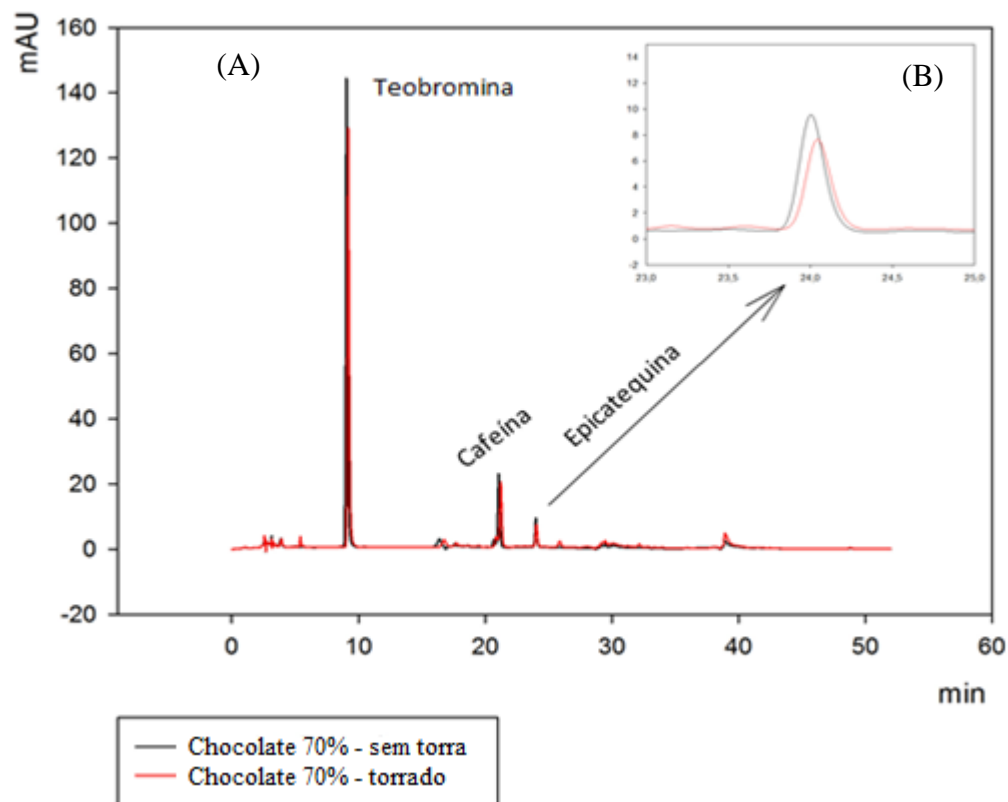 mAU
160
140
120
100
80
60
40
20
0
-20
(A)
Teobromina
Cafeína
Epicatequina
(B)
14
12
10
8
6
4
2
0
-2
23,0 23,5 24,0 24,5 25,0
0 10 20 30 40 50 60
min
Chocolate 70% - sem torra
Chocolate 70% - torrado